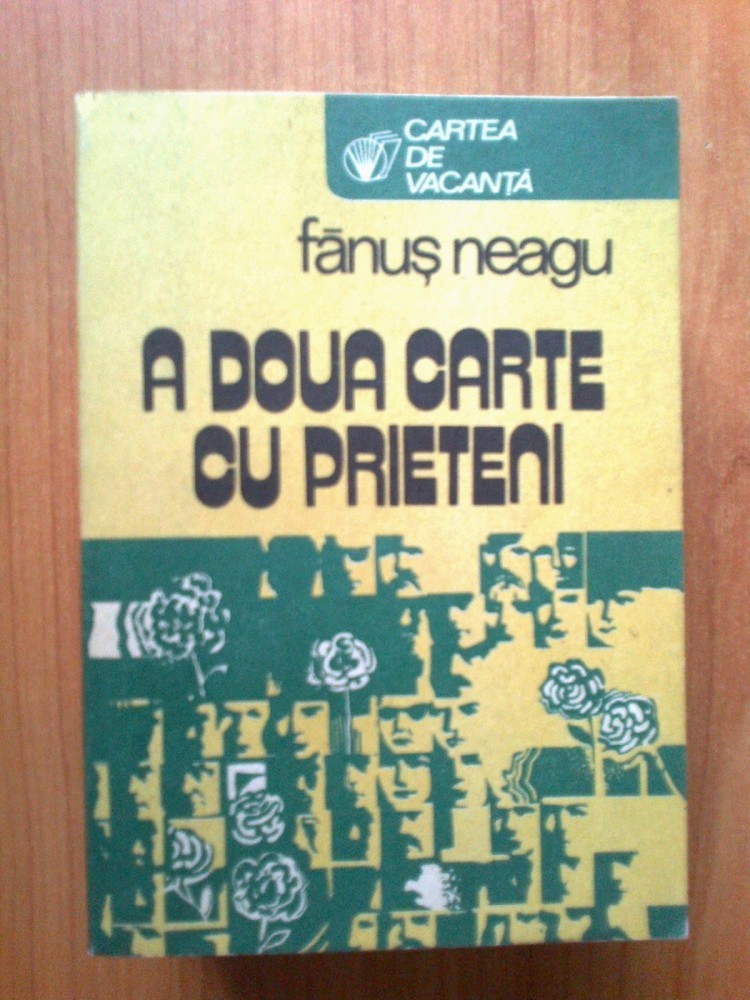 CARTEA
DE
VACANȚĂ
fănuș neagu
A DOUA CARTE
CU PRIETENI